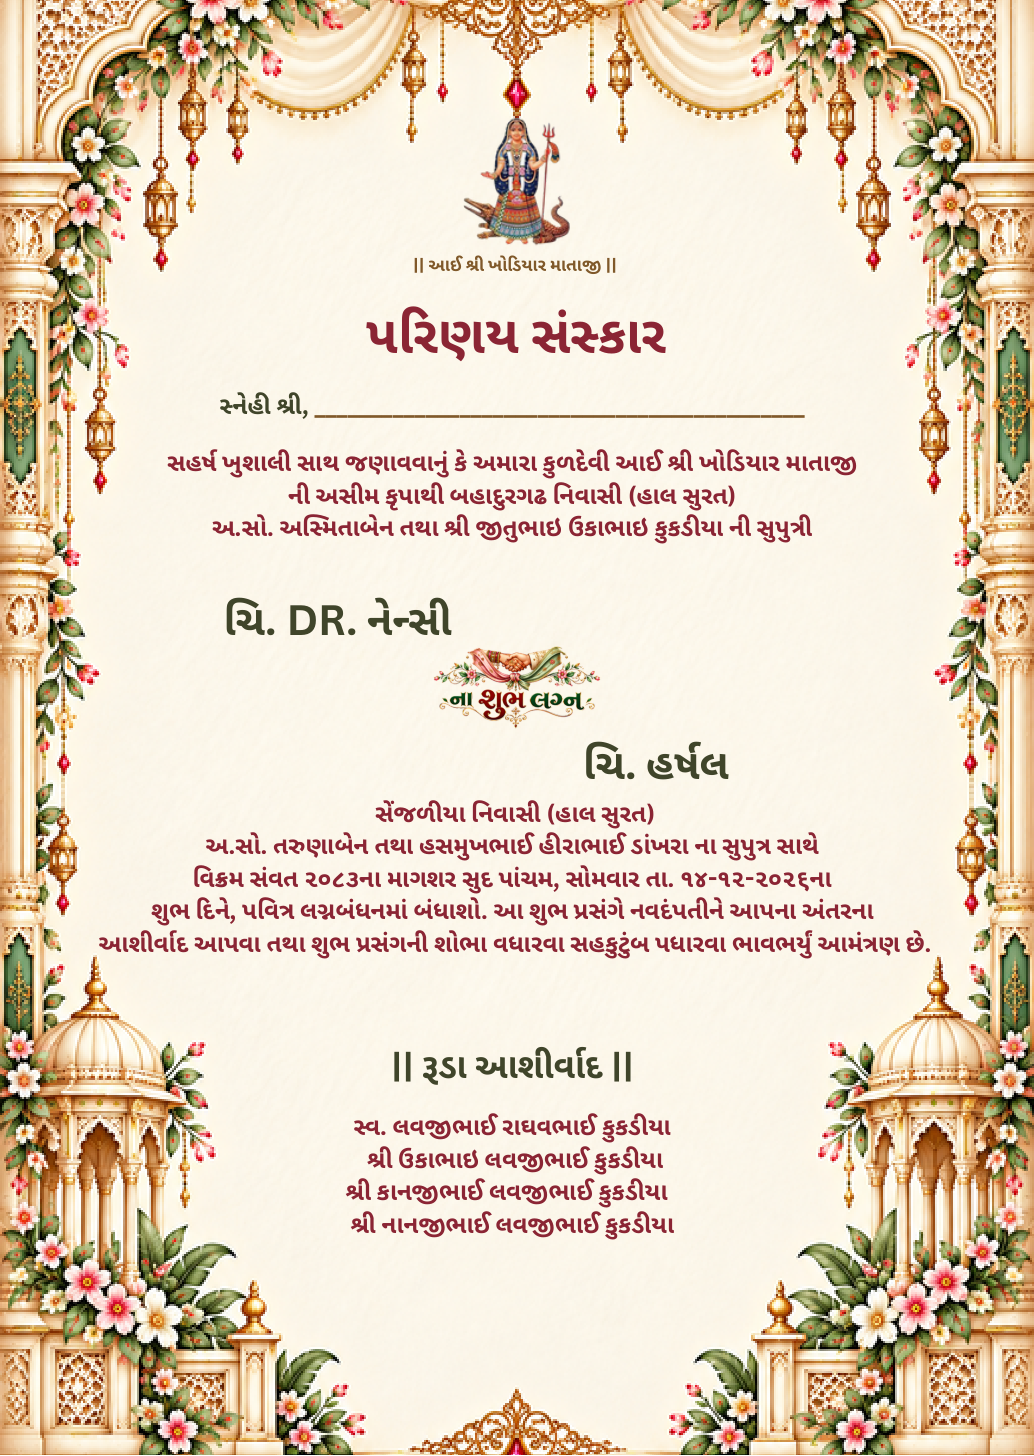 || આઈ શ્રી ખોડિયાર માતાજી ||
પરિણય સંસ્કાર
સ્નેહી શ્રી, ________________________________________
સહર્ષ ખુશાલી સાથ જણાવવાનું કે અમારા કુળદેવી આઈ શ્રી ખોડિયાર માતાજી
ની અસીમ કૃપાથી બહાદુરગઢ નિવાસી (હાલ સુરત)
અ.સો. અસ્મિતાબેન તથા શ્રી જીતુભાઇ ઉકાભાઇ કુકડીયા ની સુપુત્રી
ચિ. DR. નેન્સી
ના શુભ લગ્ન
ચિ. હર્ષલ
સેંજળીયા નિવાસી (હાલ સુરત)
અ.સો. તરુણાબેન તથા હસમુખભાઈ હીરાભાઈ ડાંખરા ના સુપુત્ર સાથે
વિક્રમ સંવત ૨૦૮૩ના માગશર સુદ પાંચમ, સોમવાર તા. ૧૪-૧૨-૨૦૨૬ના
શુભ દિને, પવિત્ર લગ્નબંધનમાં બંધાશો. આ શુભ પ્રસંગે નવદંપતીને આપના અંતરના
આશીર્વાદ આપવા તથા શુભ પ્રસંગની શોભા વધારવા સહકુટુંબ પધારવા ભાવભર્યું આમંત્રણ છે.
|| રૂડા આશીર્વાદ ||
સ્વ. લવજીભાઈ રાઘવભાઈ કુકડીયા
શ્રી ઉકાભાઇ લવજીભાઈ કુકડીયા
શ્રી કાનજીભાઈ લવજીભાઈ કુકડીયા
શ્રી નાનજીભાઈ લવજીભાઈ કુકડીયા